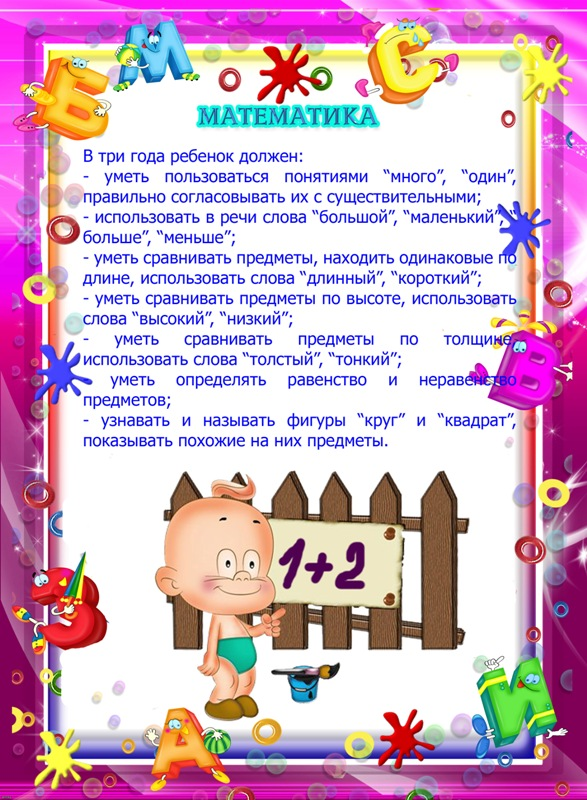 Б
М
С
МАТЕМАТИКА
В три года ребенок должен:
- уметь пользоваться понятиями “много”, “один”,
правильно согласовывать их с существительными;
- использовать в речи слова “большой”, “маленький”, “
больше”, “меньше”;
- уметь сравнивать предметы, находить одинаковые по
длине, использовать слова “длинный”, “короткий”;
- уметь сравнивать предметы по высоте, использовать
слова “высокий”, “низкий”;
- уметь сравнивать предметы по толщине,
использовать слова “толстый”, “тонкий”;
- уметь определять равенство и неравенство
предметов;
- узнавать и называть фигуры “круг” и “квадрат”,
показывать похожие на них предметы.
В
1+2
З
А
И